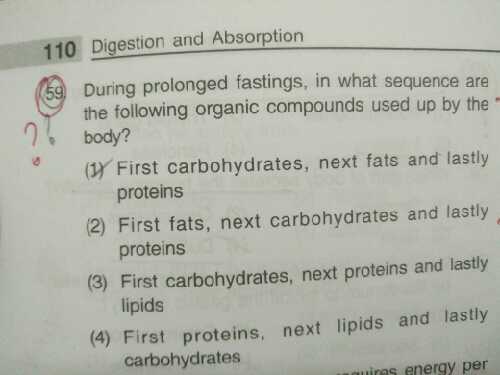 110 Digestion and Absorption
59. During prolonged fastings, in what sequence are
the following organic compounds used up by the
body?
(1) First carbohydrates, next fats and lastly
proteins
(2) First fats, next carbohydrates and lastly
proteins
(3) First carbohydrates, next proteins and lastly
lipids
(4) First proteins, next lipids and lastly
carbohydrates
energy per